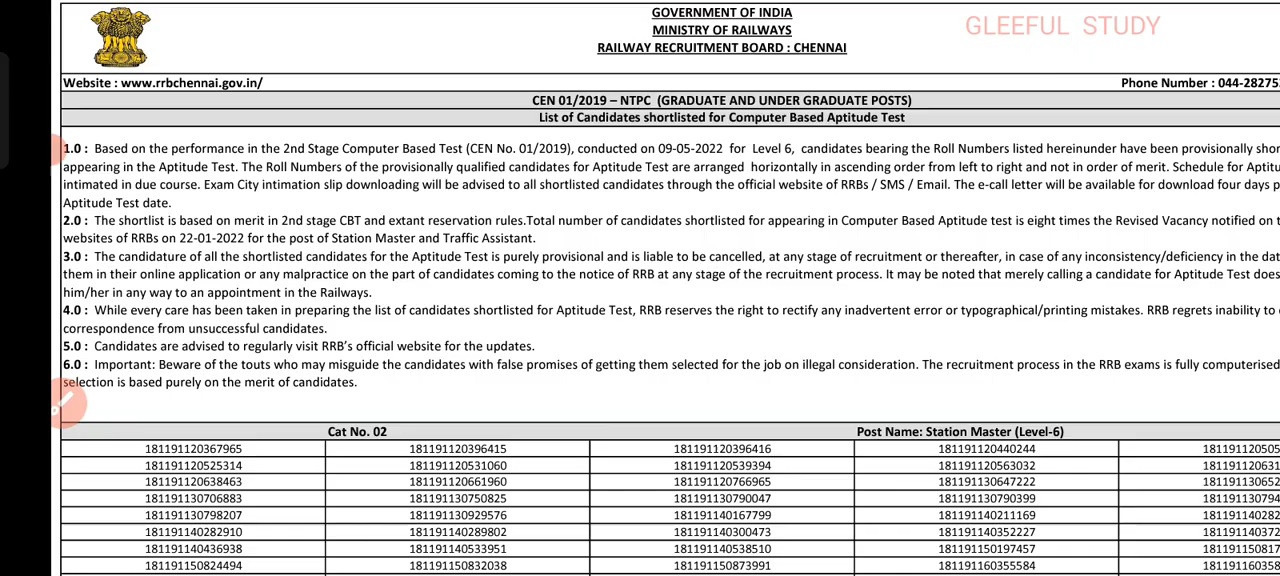 GOVERNMENT OF INDIA
MINISTRY OF RAILWAYS
RAILWAY RECRUITMENT BOARD : CHENNAI
GLEEFUL STUDY
Website : www.rrbchennai.gov.in/ Phone Number : 044-28275
CEN 01/2019 – NTPC (GRADUATE AND UNDER GRADUATE POSTS)
List of Candidates shortlisted for Computer Based Aptitude Test
1.0 : Based on the performance in the 2nd Stage Computer Based Test (CEN No. 01/2019), conducted on 09-05-2022 for Level 6, candidates bearing the Roll Numbers listed hereinunder have been provisionally shor
appearing in the Aptitude Test. The Roll Numbers of the provisionally qualified candidates for Aptitude Test are arranged horizontally in ascending order from left to right and not in order of merit. Schedule for Aptitu
intimated in due course. Exam City intimation slip downloading will be advised to all shortlisted candidates through the official website of RRBs / SMS / Email. The e-call letter will be available for download four days p
Aptitude Test date.
2.0 : The shortlist is based on merit in 2nd stage CBT and extant reservation rules.Total number of candidates shortlisted for appearing in Computer Based Aptitude test is eight times the Revised Vacancy notified on t
websites of RRBs on 22-01-2022 for the post of Station Master and Traffic Assistant.
3.0 : The candidature of all the shortlisted candidates for the Aptitude Test is purely provisional and is liable to be cancelled, at any stage of recruitment or thereafter, in case of any inconsistency/deficiency in the dat
them in their online application or any malpractice on the part of candidates coming to the notice of RRB at any stage of the recruitment process. It may be noted that merely calling a candidate for Aptitude Test does
him/her in any way to an appointment in the Railways.
4.0 : While every care has been taken in preparing the list of candidates shortlisted for Aptitude Test, RRB reserves the right to rectify any inadvertent error or typographical/printing mistakes. RRB regrets inability to
correspondence from unsuccessful candidates.
5.0 : Candidates are advised to regularly visit RRB's official website for the updates.
6.0 : Important: Beware of the touts who may misguide the candidates with false promises of getting them selected for the job on illegal consideration. The recruitment process in the RRB exams is fully computerised
selection is based purely on the merit of candidates.
Cat No. 02 Post Name: Station Master (Level-6)
181191120367965 181191120396415 181191120396416 181191120440244 181191120505
181191120525314 181191120531060 181191120539394 181191120563032 181191120631
181191120638463 181191120661960 181191120766965 181191130647222 181191130652
181191130706883 181191130750825 181191130790047 181191130790399 181191130794
181191130798207 181191130929576 181191140167799 181191140211169 181191140282
181191140282910 181191140289802 181191140300473 181191140352227 181191140372
181191140436938 181191140533951 181191140538510 181191150197457 181191150817
181191150824494 181191150832038 181191150873991 181191160355584 181191160358